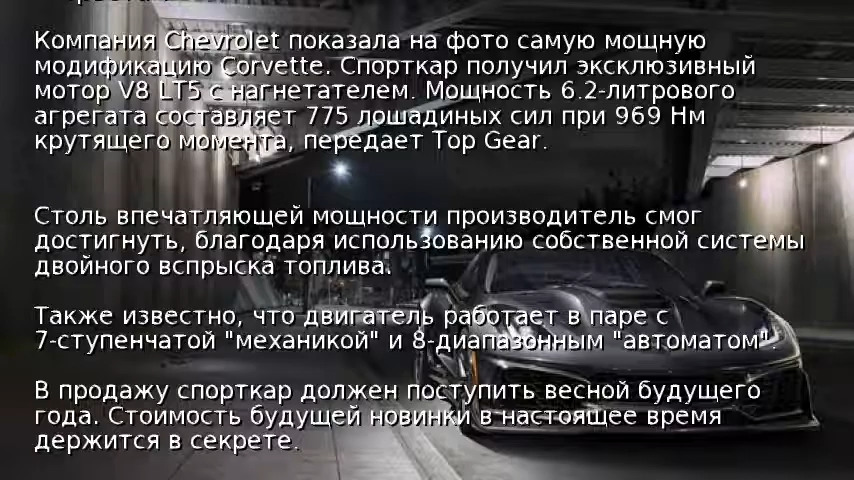 Компания Chevrolet показала на фото самую мощную
модификацию Corvette. Спорткар получил эксклюзивный
мотор V8 LT5 с нагнетателем. Мощность 6.2-литрового
агрегата составляет 775 лошадиных сил при 969 Нм
крутящего момента, передает Top Gear.
Столь впечатляющей мощности производитель смог
достигнуть, благодаря использованию собственной системы
двойного вспрыска топлива.
Также известно, что двигатель работает в паре с
7-ступенчатой "механикой" и 8-диапазонным "автоматом".
В продажу спорткар должен поступить весной будущего
года. Стоимость будущей новинки в настоящее время
держится в секрете.